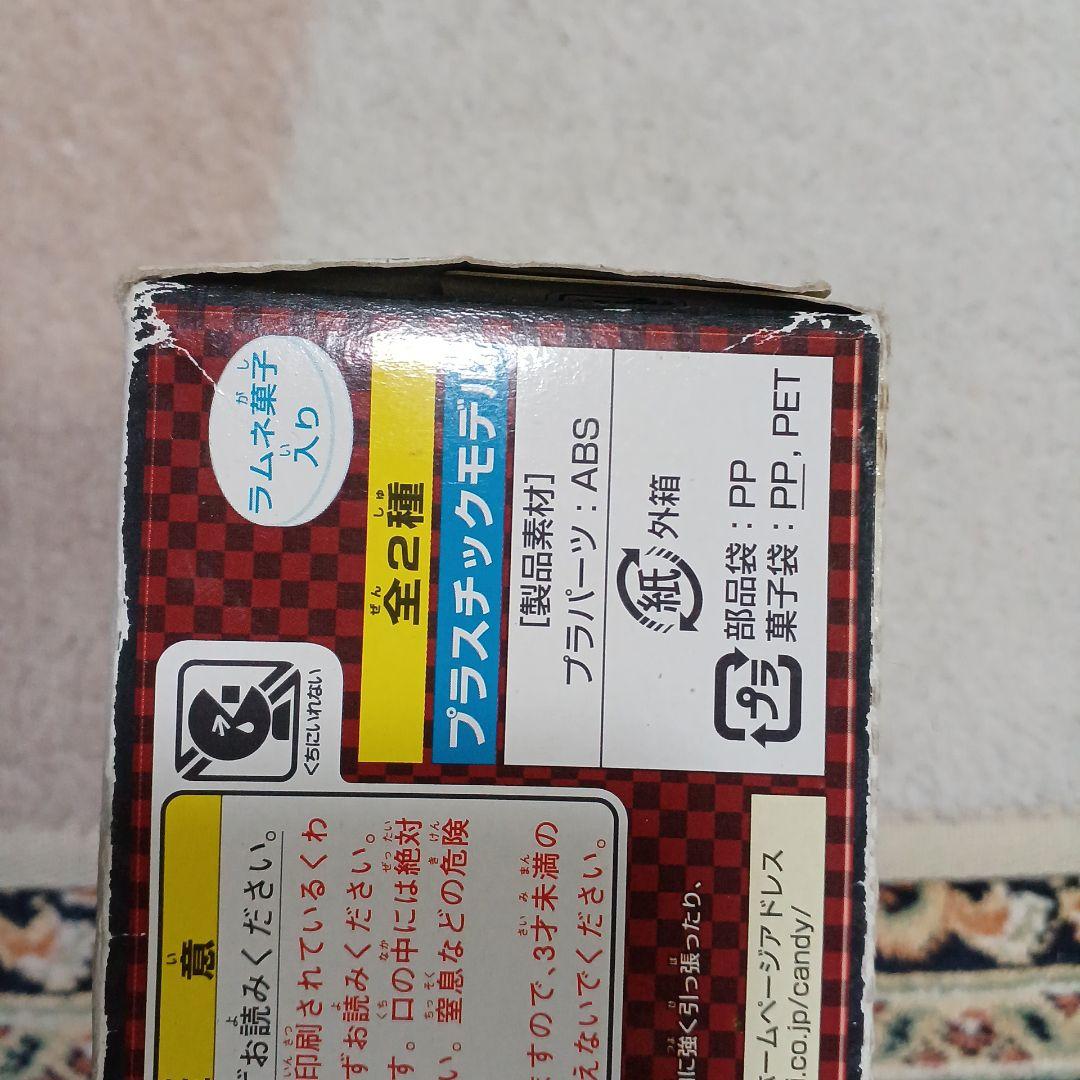 ラムネ菓子
入り
全2種
プラスチックモデル
[製品素材]
プラパーツ：ABS
紙 外箱
プラ 部品袋：PP
菓子袋：PP, PET
くちにいれない
意
お読みください。
印刷されているくわ
ずお読みください。
す。口の中には絶対
い。窒息などの危険
ますので、3才未満の
えないでください。
に強く引っ張ったり、
ホームページアドレス
.co.jp/candy/